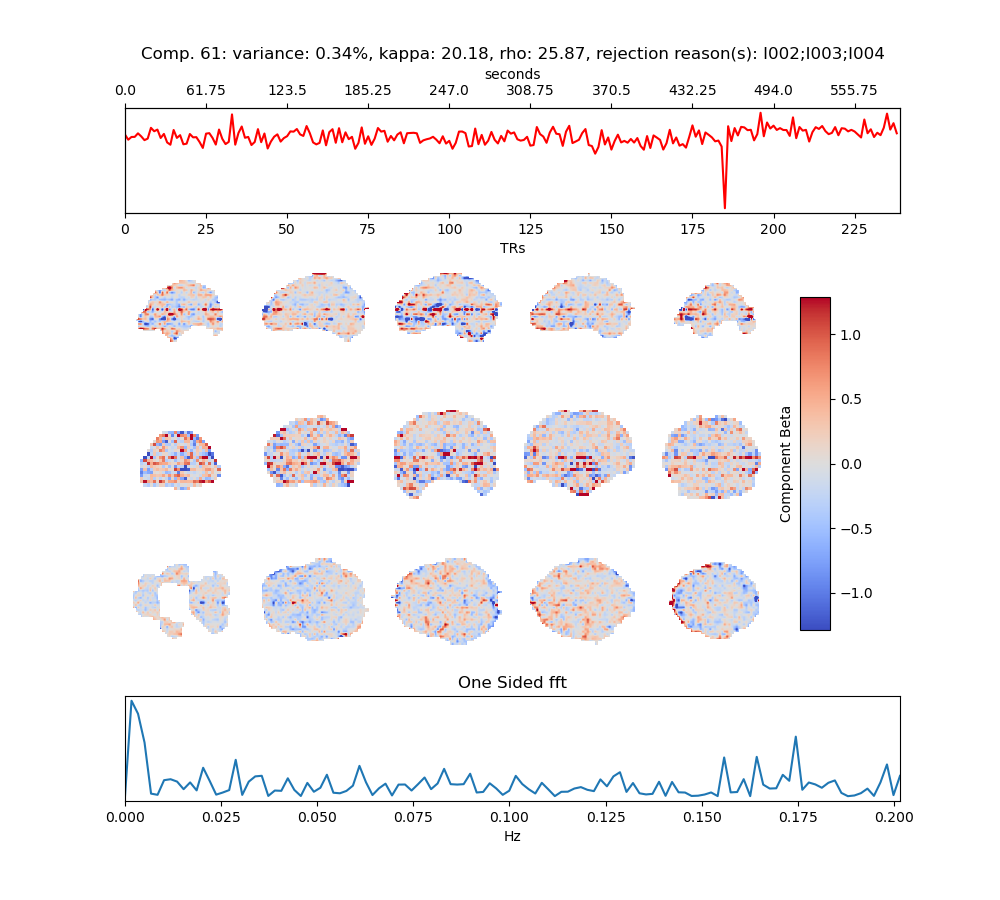 Comp. 61: variance: 0.34%, kappa: 20.18, rho: 25.87, rejection reason(s): I002;I003;I004
seconds
0.0 61.75 123.5 185.25 247.0 308.75 370.5 432.25 494.0 555.75
0 25 50 75 100 125 150 175 200 225
TRs
1.0
0.5
0.0
−0.5
−1.0
Component Beta
One Sided fft
0.000 0.025 0.050 0.075 0.100 0.125 0.150 0.175 0.200
Hz